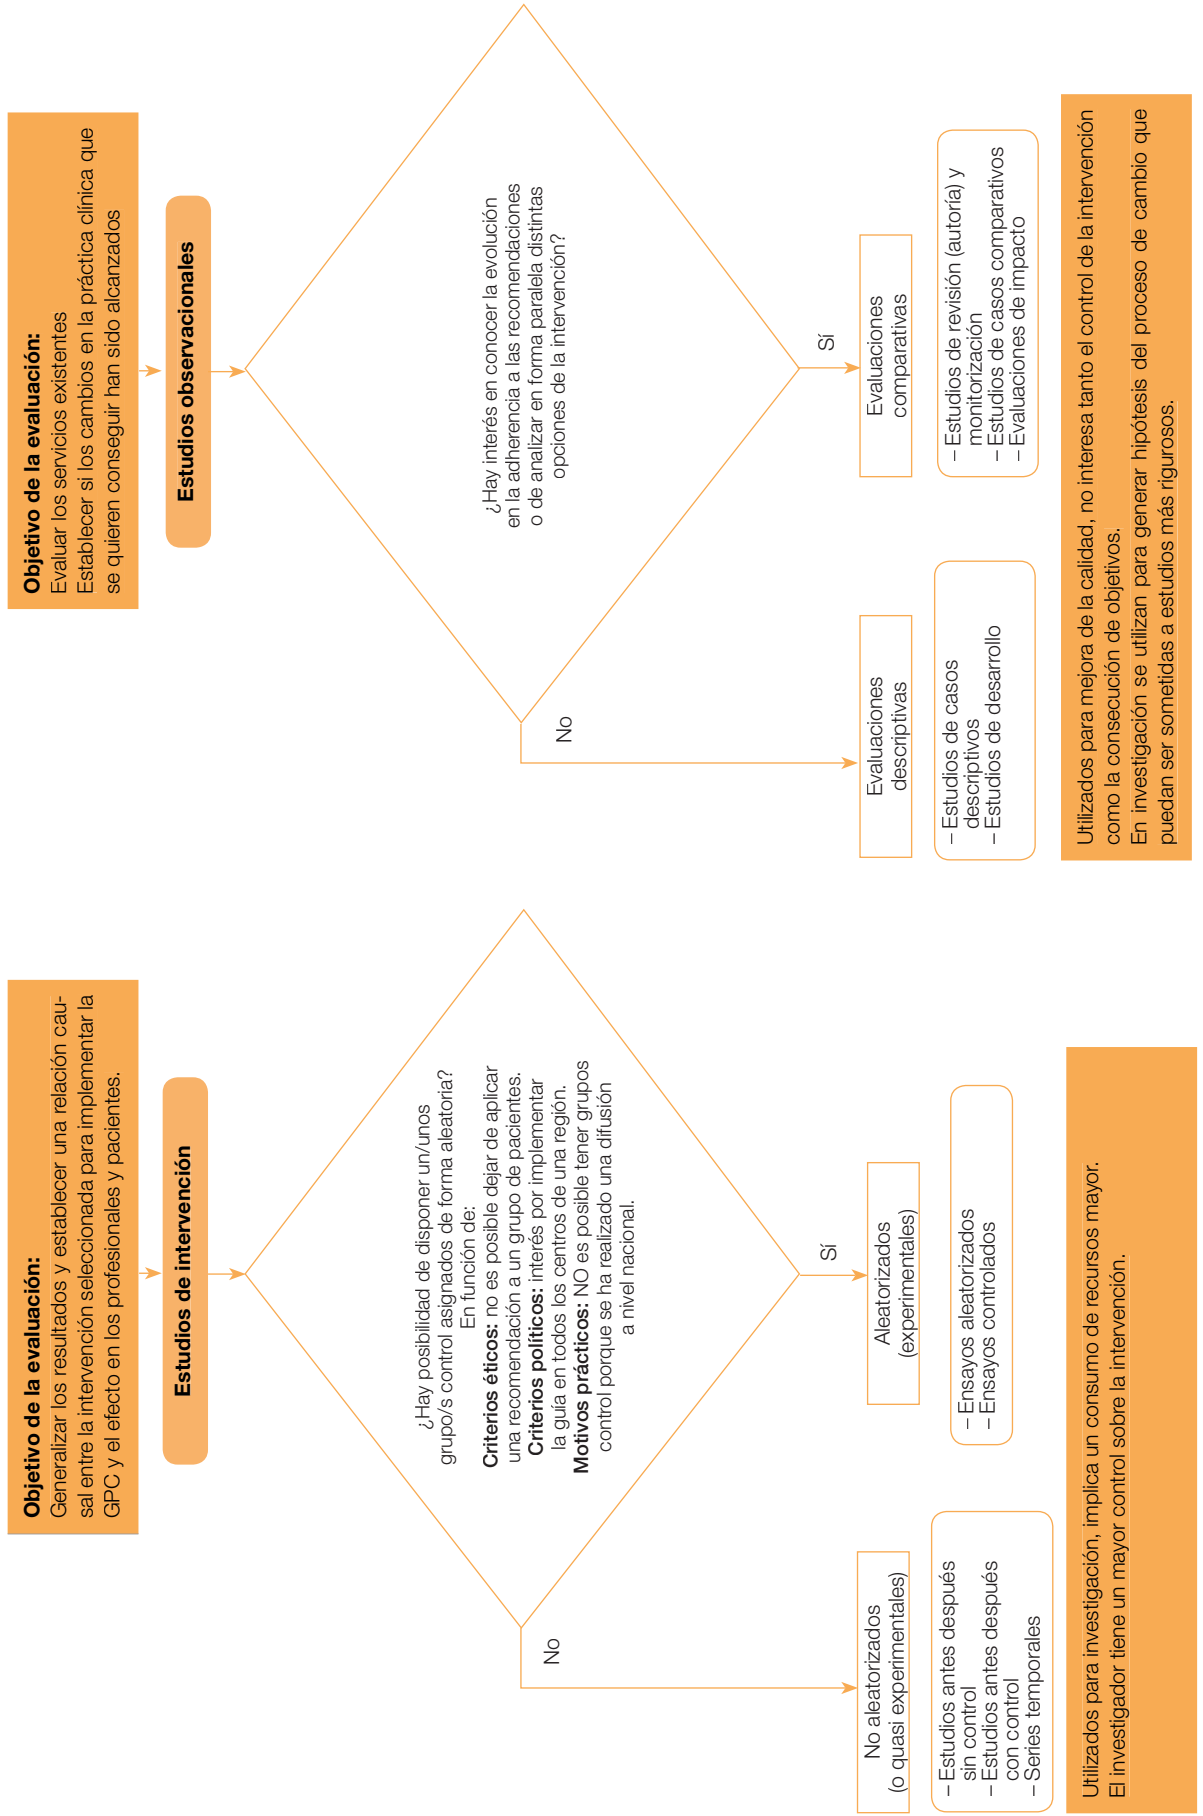 Objetivo de la evaluación:
Generalizar los resultados y establecer una relación cau-
sal entre la intervención seleccionada para implementar la
GPC y el efecto en los profesionales y pacientes.
Estudios de intervención
¿Hay posibilidad de disponer un/unos
grupo/s control asignados de forma aleatoria?
En función de:
Criterios éticos: no es posible dejar de aplicar
una recomendación a un grupo de pacientes.
Criterios políticos: interés por implementar
la guía en todos los centros de una región.
Motivos prácticos: NO es posible tener grupos
control porque se ha realizado una difusión
a nivel nacional.
No
Sí
No aleatorizados
(o quasi experimentales)
– Estudios antes después
sin control
– Estudios antes después
con control
– Series temporales
Aleatorizados
(experimentales)
– Ensayos aleatorizados
– Ensayos controlados
Utilizados para investigación, implica un consumo de recursos mayor.
El investigador tiene un mayor control sobre la intervención.
Objetivo de la evaluación:
Evaluar los servicios existentes
Establecer si los cambios en la práctica clínica que
se quieren conseguir han sido alcanzados
Estudios observacionales
¿Hay interés en conocer la evolución
en la adherencia a las recomendaciones
o de analizar en forma paralela distintas
opciones de la intervención?
No
Sí
Evaluaciones
descriptivas
– Estudios de casos
descriptivos
– Estudios de desarrollo
Evaluaciones
comparativas
– Estudios de revisión (autoría) y
monitorización
– Estudios de casos comparativos
– Evaluaciones de impacto
Utilizados para mejora de la calidad, no interesa tanto el control de la intervención
como la consecución de objetivos.
En investigación se utilizan para generar hipótesis del proceso de cambio que
puedan ser sometidas a estudios más rigurosos.